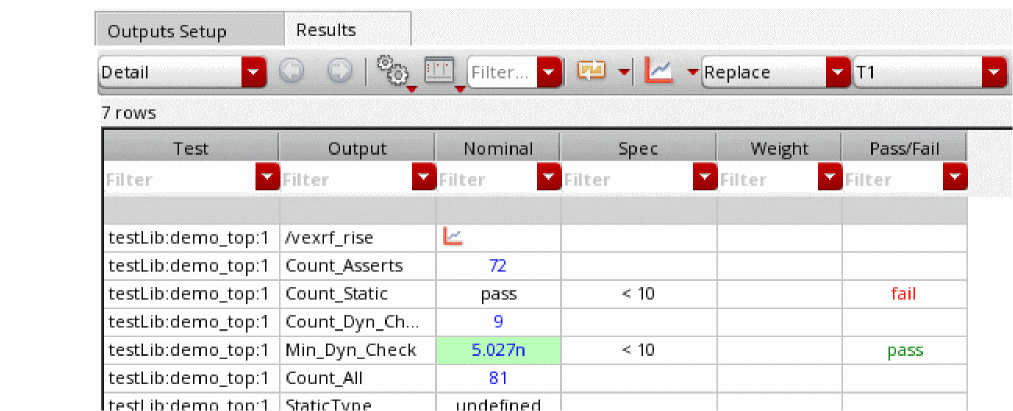 Outputs Setup Results
Detail Filter... Replace T1
7 rows
Test Output Nominal Spec Weight Pass/Fail
Filter Filter Filter Filter Filter Filter
testLib:demo_top:1 /vexrf_rise
testLib:demo_top:1 Count_Asserts 72
testLib:demo_top:1 Count_Static pass < 10 fail
testLib:demo_top:1 Count_Dyn_Ch... 9
testLib:demo_top:1 Min_Dyn_Check 5.027n < 10 pass
testLib:demo_top:1 Count_All 81
testLib:demo_top:1 StaticType undefined